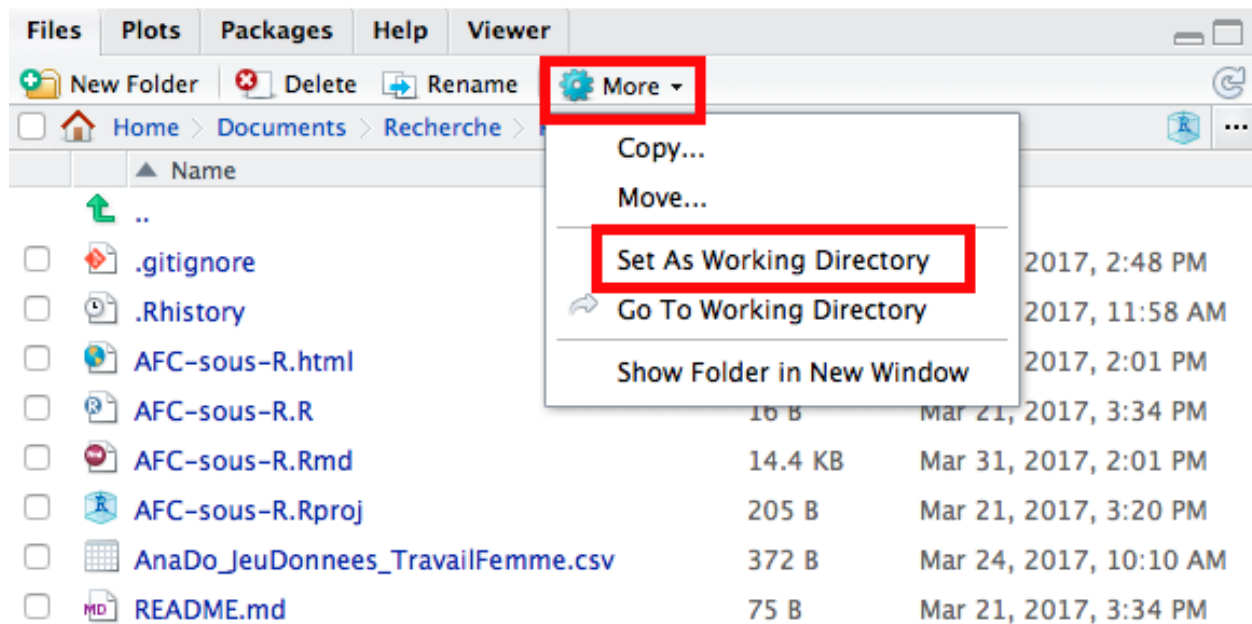 Files Plots Packages Help Viewer
New Folder Delete Rename More
Home Documents Recherche
Copy...
Move...
Set As Working Directory
Go To Working Directory
Show Folder in New Window
Name
..
.gitignore 2017, 2:48 PM
.Rhistory 2017, 11:58 AM
AFC-sous-R.html 2017, 2:01 PM
AFC-sous-R.R 16 B Mar 21, 2017, 3:34 PM
AFC-sous-R.Rmd 14.4 KB Mar 31, 2017, 2:01 PM
AFC-sous-R.Rproj 205 B Mar 21, 2017, 3:20 PM
AnaDo_JeuDonnees_TravailFemme.csv 372 B Mar 24, 2017, 10:10 AM
README.md 75 B Mar 21, 2017, 3:34 PM